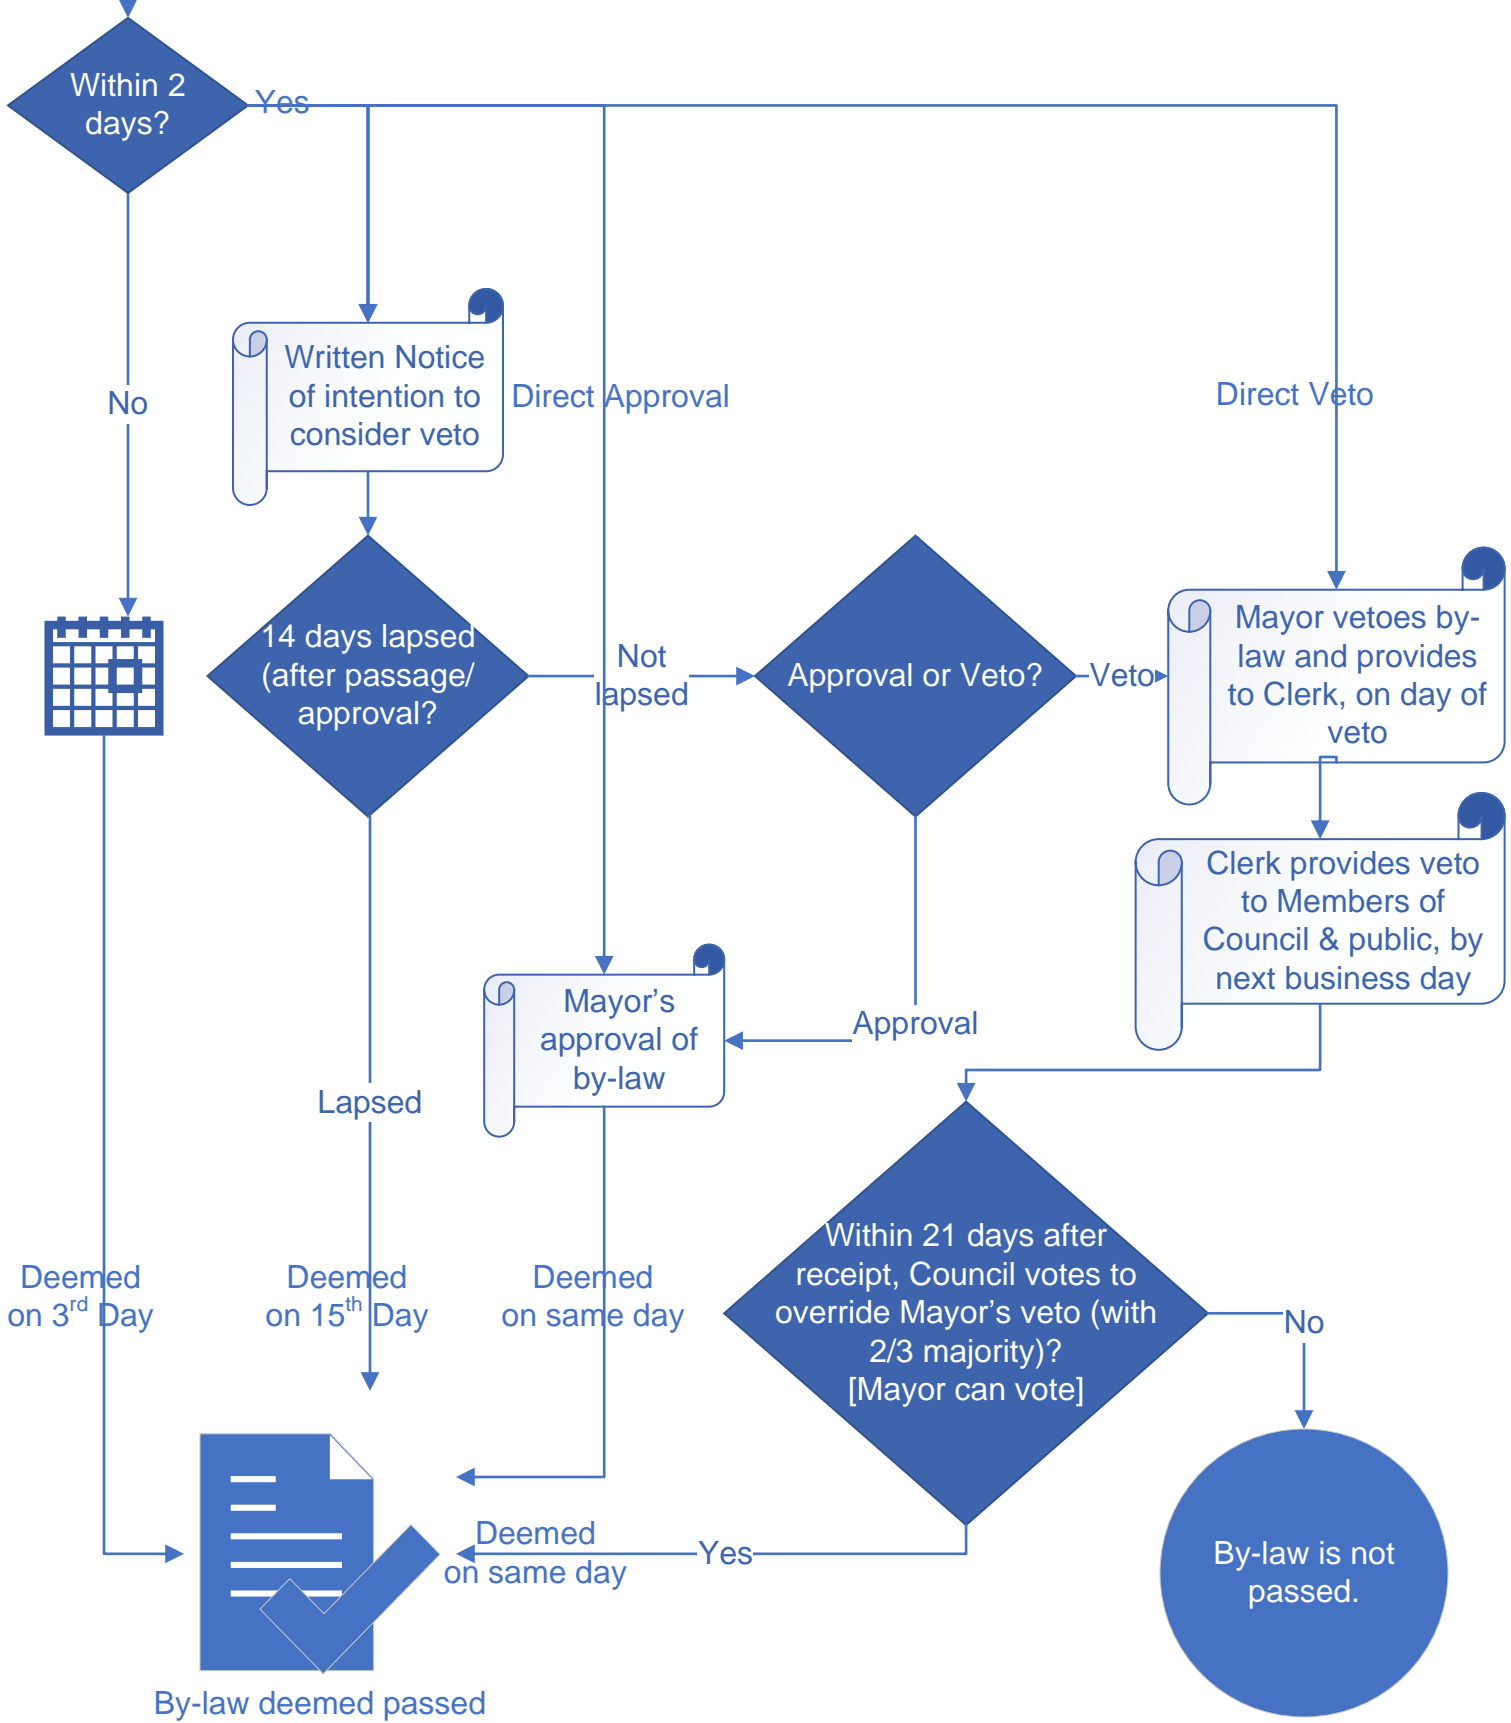 Within 2
days?
Yes
No
Written Notice
of intention to
consider veto
Direct Approval
Direct Veto
14 days lapsed
(after passage/
approval?
Not
lapsed
Approval or Veto?
Veto
Mayor vetoes by-
law and provides
to Clerk, on day of
veto
Clerk provides veto
to Members of
Council & public, by
next business day
Mayor’s
approval of
by-law
Approval
Lapsed
Deemed
on 3rd Day
Deemed
on 15th Day
Deemed
on same day
Within 21 days after
receipt, Council votes to
override Mayor’s veto (with
2/3 majority)?
[Mayor can vote]
No
Deemed
on same day
Yes
By-law is not
passed.
By-law deemed passed